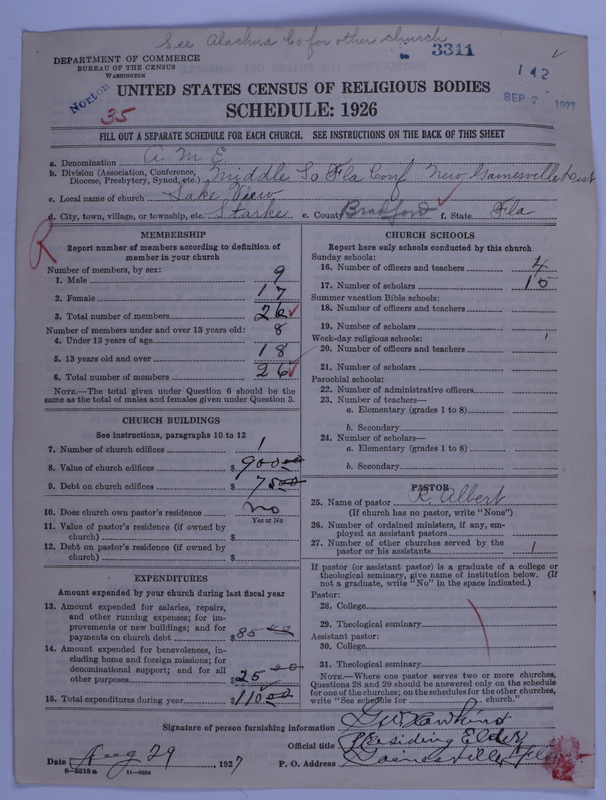 See Alachua Co for other church
3311
142
SEP 7 1927
DEPARTMENT OF COMMERCE
BUREAU OF THE CENSUS
WASHINGTON
Norton
35
UNITED STATES CENSUS OF RELIGIOUS BODIES
SCHEDULE: 1926
FILL OUT A SEPARATE SCHEDULE FOR EACH CHURCH. SEE INSTRUCTIONS ON THE BACK OF THIS SHEET
a. Denomination A. M. E.
b. Division (Association, Conference, Diocese, Presbytery, Synod, etc.) Middle So Fla Conf New Gainesville Dist
c. Local name of church Lake View
d. City, town, village, or township, etc. Starke e. County Bradford f. State Fla
R
MEMBERSHIP
Report number of members according to definition of
member in your church
Number of members, by sex:
1. Male 9
2. Female 17
3. Total number of members 26
Number of members under and over 13 years old:
4. Under 13 years of age 8
5. 13 years old and over 18
6. Total number of members 26
NOTE.—The total given under Question 6 should be the
same as the total of males and females given under Question 3.
CHURCH BUILDINGS
See instructions, paragraphs 10 to 12
7. Number of church edifices 1
8. Value of church edifices $ 900.00
9. Debt on church edifices $ 75.00
10. Does church own pastor's residence No
Yes or No
11. Value of pastor's residence (if owned by
church) $
12. Debt on pastor's residence (if owned by
church) $
EXPENDITURES
Amount expended by your church during last fiscal year
13. Amount expended for salaries, repairs,
and other running expenses; for im-
provements or new buildings; and for
payments on church debt $ 85.00
14. Amount expended for benevolences, in-
cluding home and foreign missions; for
denominational support; and for all
other purposes $ 25.00
15. Total expenditures during year $ 110.00
CHURCH SCHOOLS
Report here only schools conducted by this church
Sunday schools:
16. Number of officers and teachers 4
17. Number of scholars 15
Summer vacation Bible schools:
18. Number of officers and teachers
19. Number of scholars
Week-day religious schools:
20. Number of officers and teachers
21. Number of scholars
Parochial schools:
22. Number of administrative officers
23. Number of teachers—
a. Elementary (grades 1 to 8)
b. Secondary
24. Number of scholars—
a. Elementary (grades 1 to 8)
b. Secondary
PASTOR
25. Name of pastor R. Albert
(If church has no pastor, write "None")
26. Number of ordained ministers, if any, em-
ployed as assistant pastors
27. Number of other churches served by the
pastor or his assistants 1
If pastor (or assistant pastor) is a graduate of a college or
theological seminary, give name of institution below. (If
not a graduate, write "No" in the space indicated.)
Pastor:
28. College
29. Theological seminary
Assistant pastor:
30. College
31. Theological seminary
NOTE.—Where one pastor serves two or more churches,
Questions 28 and 29 should be answered only on the schedule
for one of the churches; on the schedules for the other churches,
write "See schedule for church."
Signature of person furnishing information
Official title Presiding Elder
Date Aug 29, 1927 P. O. Address Gainesville Fla
8-5518a 11-9054